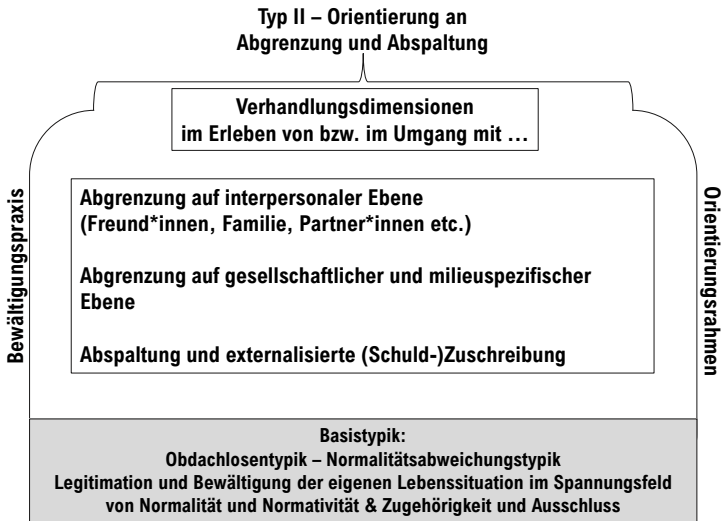 Typ II – Orientierung an
Abgrenzung und Abspaltung
Verhandlungsdimensionen
im Erleben von bzw. im Umgang mit …
Bewältigungspraxis
Abgrenzung auf interpersonaler Ebene
(Freund*innen, Familie, Partner*innen etc.)
Abgrenzung auf gesellschaftlicher und milieuspezifischer
Ebene
Abspaltung und externalisierte (Schuld-)Zuschreibung
Orientierungsrahmen
Basistypik:
Obdachlosentypik – Normalitätsabweichungstypik
Legitimation und Bewältigung der eigenen Lebenssituation im Spannungsfeld
von Normalität und Normativität & Zugehörigkeit und Ausschluss